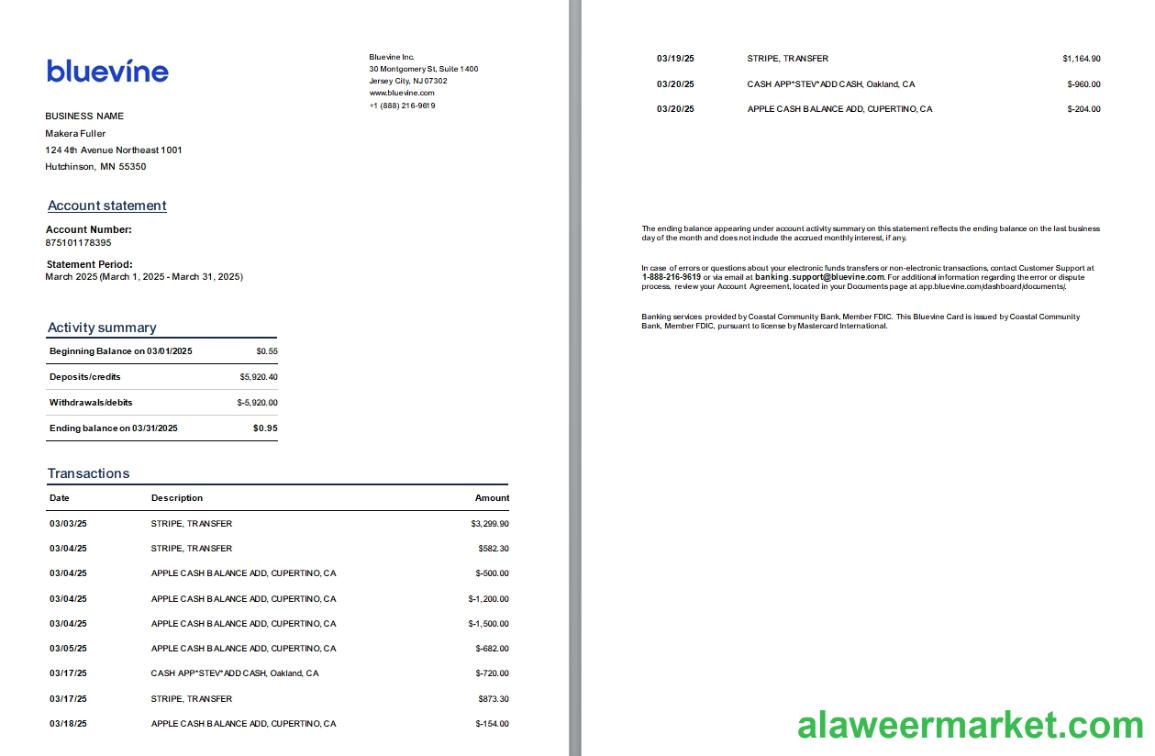 bluevine
Bluevine Inc.
30 Montgomery St, Suite 1400
Jersey City, NJ 07302
www.bluevine.com
+1 (888) 216-9619
BUSINESS NAME
Makera Fuller
124 4th Avenue Northeast 1001
Hutchinson, MN 55350
Account statement
Account Number:
875101178395
Statement Period:
March 2025 (March 1, 2025 - March 31, 2025)
Activity summary
Beginning Balance on 03/01/2025 $0.55
Deposits/credits $5,920.40
Withdrawals/debits $-5,920.00
Ending balance on 03/31/2025 $0.95
Transactions
Date Description Amount
03/03/25 STRIPE, TRANSFER $3,299.90
03/04/25 STRIPE, TRANSFER $582.30
03/04/25 APPLE CASH BALANCE ADD, CUPERTINO, CA $-500.00
03/04/25 APPLE CASH BALANCE ADD, CUPERTINO, CA $-1,200.00
03/04/25 APPLE CASH BALANCE ADD, CUPERTINO, CA $-1,500.00
03/05/25 APPLE CASH BALANCE ADD, CUPERTINO, CA $-682.00
03/17/25 CASH APP*STEV*ADD CASH, Oakland, CA $-720.00
03/17/25 STRIPE, TRANSFER $873.30
03/18/25 APPLE CASH BALANCE ADD, CUPERTINO, CA $-154.00
03/19/25 STRIPE, TRANSFER $1,164.90
03/20/25 CASH APP*STEV*ADD CASH, Oakland, CA $-960.00
03/20/25 APPLE CASH BALANCE ADD, CUPERTINO, CA $-204.00
The ending balance appearing under account activity summary on this statement reflects the ending balance on the last business
day of the month and does not include the accrued monthly interest, if any.
In case of errors or questions about your electronic funds transfers or non-electronic transactions, contact Customer Support at
1-888-216-9619 or via email at banking.support@bluevine.com. For additional information regarding the error or dispute
process, review your Account Agreement, located in your Documents page at app.bluevine.com/dashboard/documents/.
Banking services provided by Coastal Community Bank, Member FDIC. This Bluevine Card is issued by Coastal Community
Bank, Member FDIC, pursuant to license by Mastercard International.
alaweermarket.com